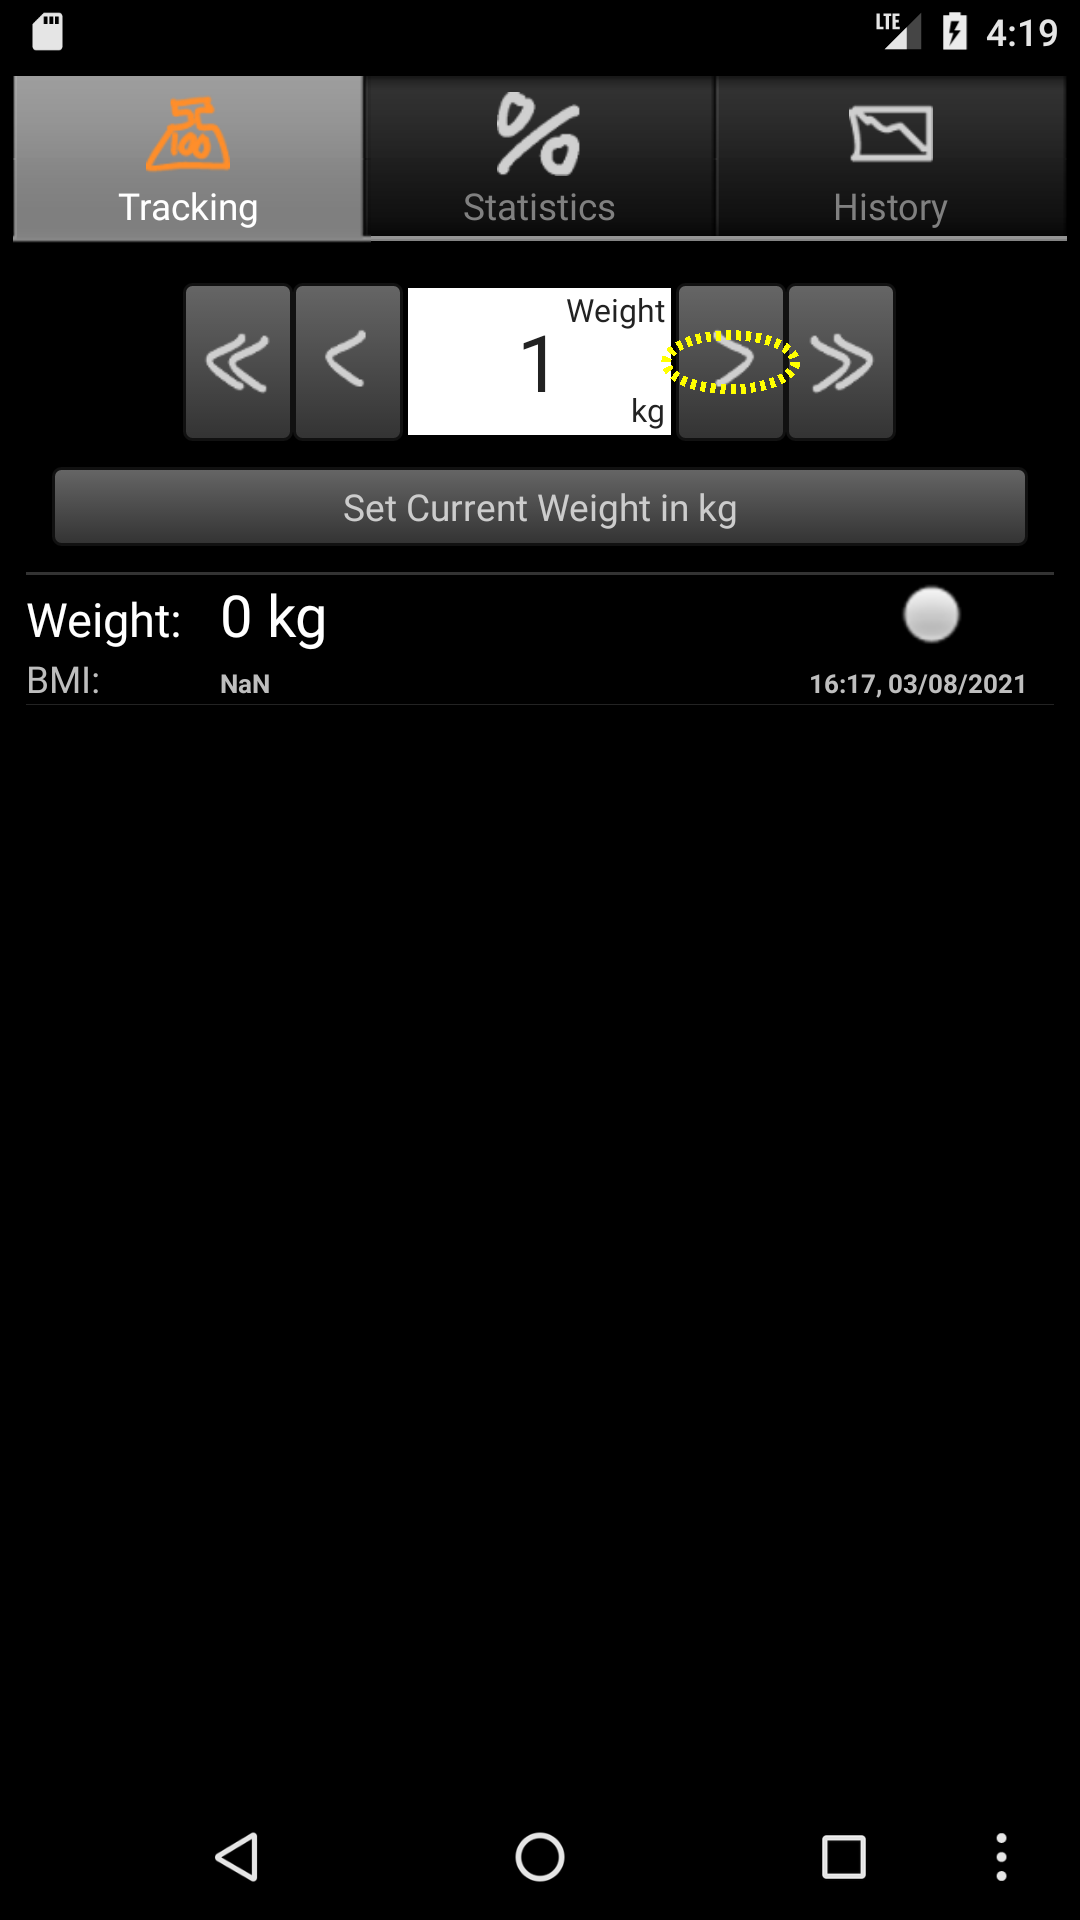 LTE 4:19
100
Tracking Statistics History
Weight
1
kg
Set Current Weight in kg
Weight: 0 kg
BMI: NaN 16:17, 03/08/2021